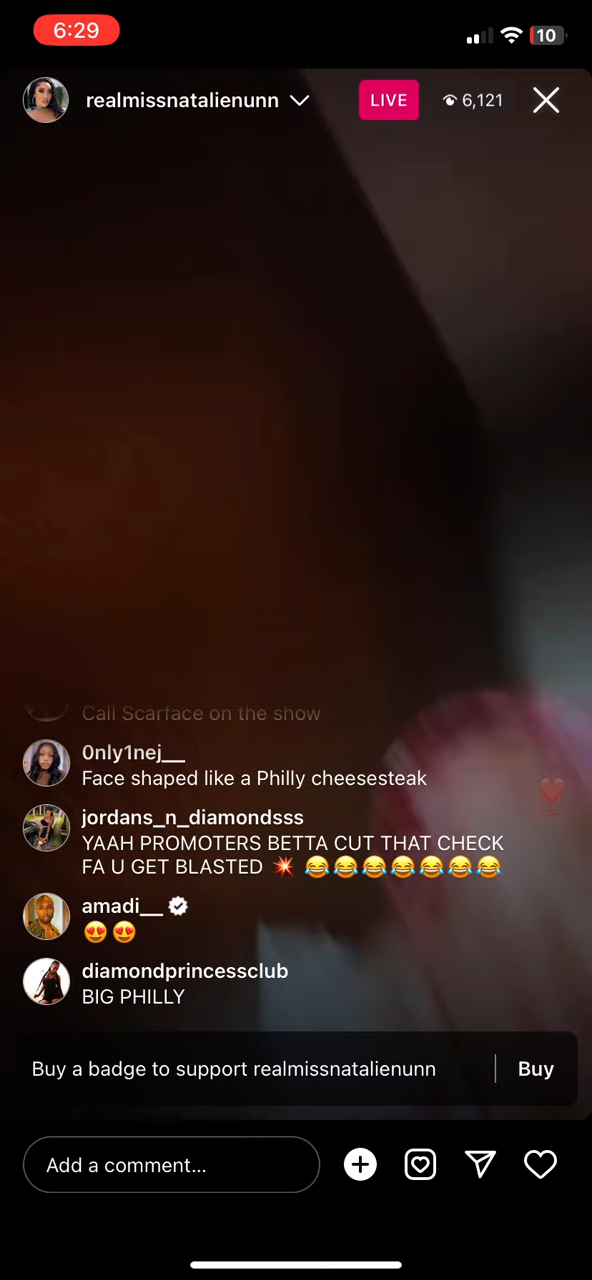 6:29
10
realmissnatalienunn
LIVE
6,121
Call Scarface on the show
0nly1nej__
Face shaped like a Philly cheesesteak
jordans_n_diamondsss
YAAH PROMOTERS BETTA CUT THAT CHECK
FA U GET BLASTED 💥 😂😂😂😂😂😂😂
amadi__
😍😍
diamondprincessclub
BIG PHILLY
Buy a badge to support realmissnatalienunn
Buy
Add a comment...